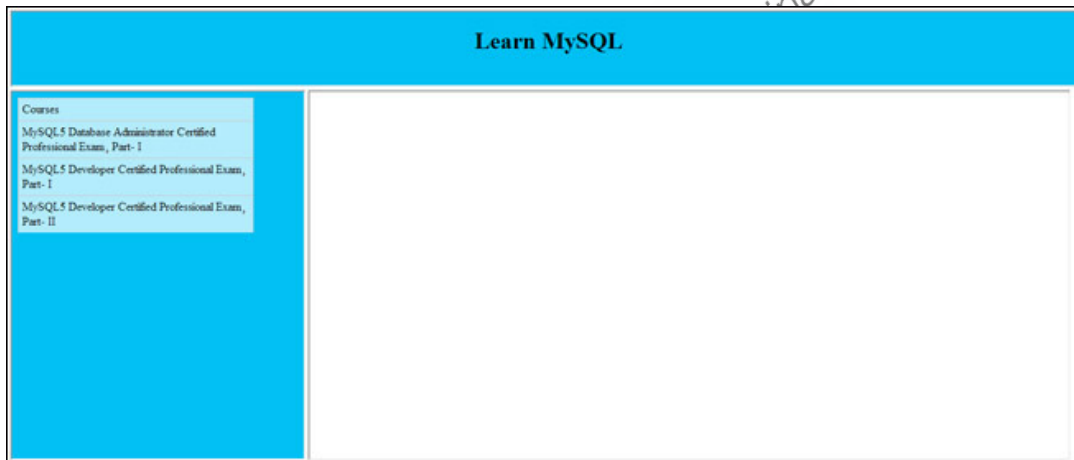 Learn MySQL
Courses
MySQL5 Database Administrator Certified
Professional Exam, Part- I
MySQL5 Developer Certified Professional Exam,
Part- I
MySQL5 Developer Certified Professional Exam,
Part- II